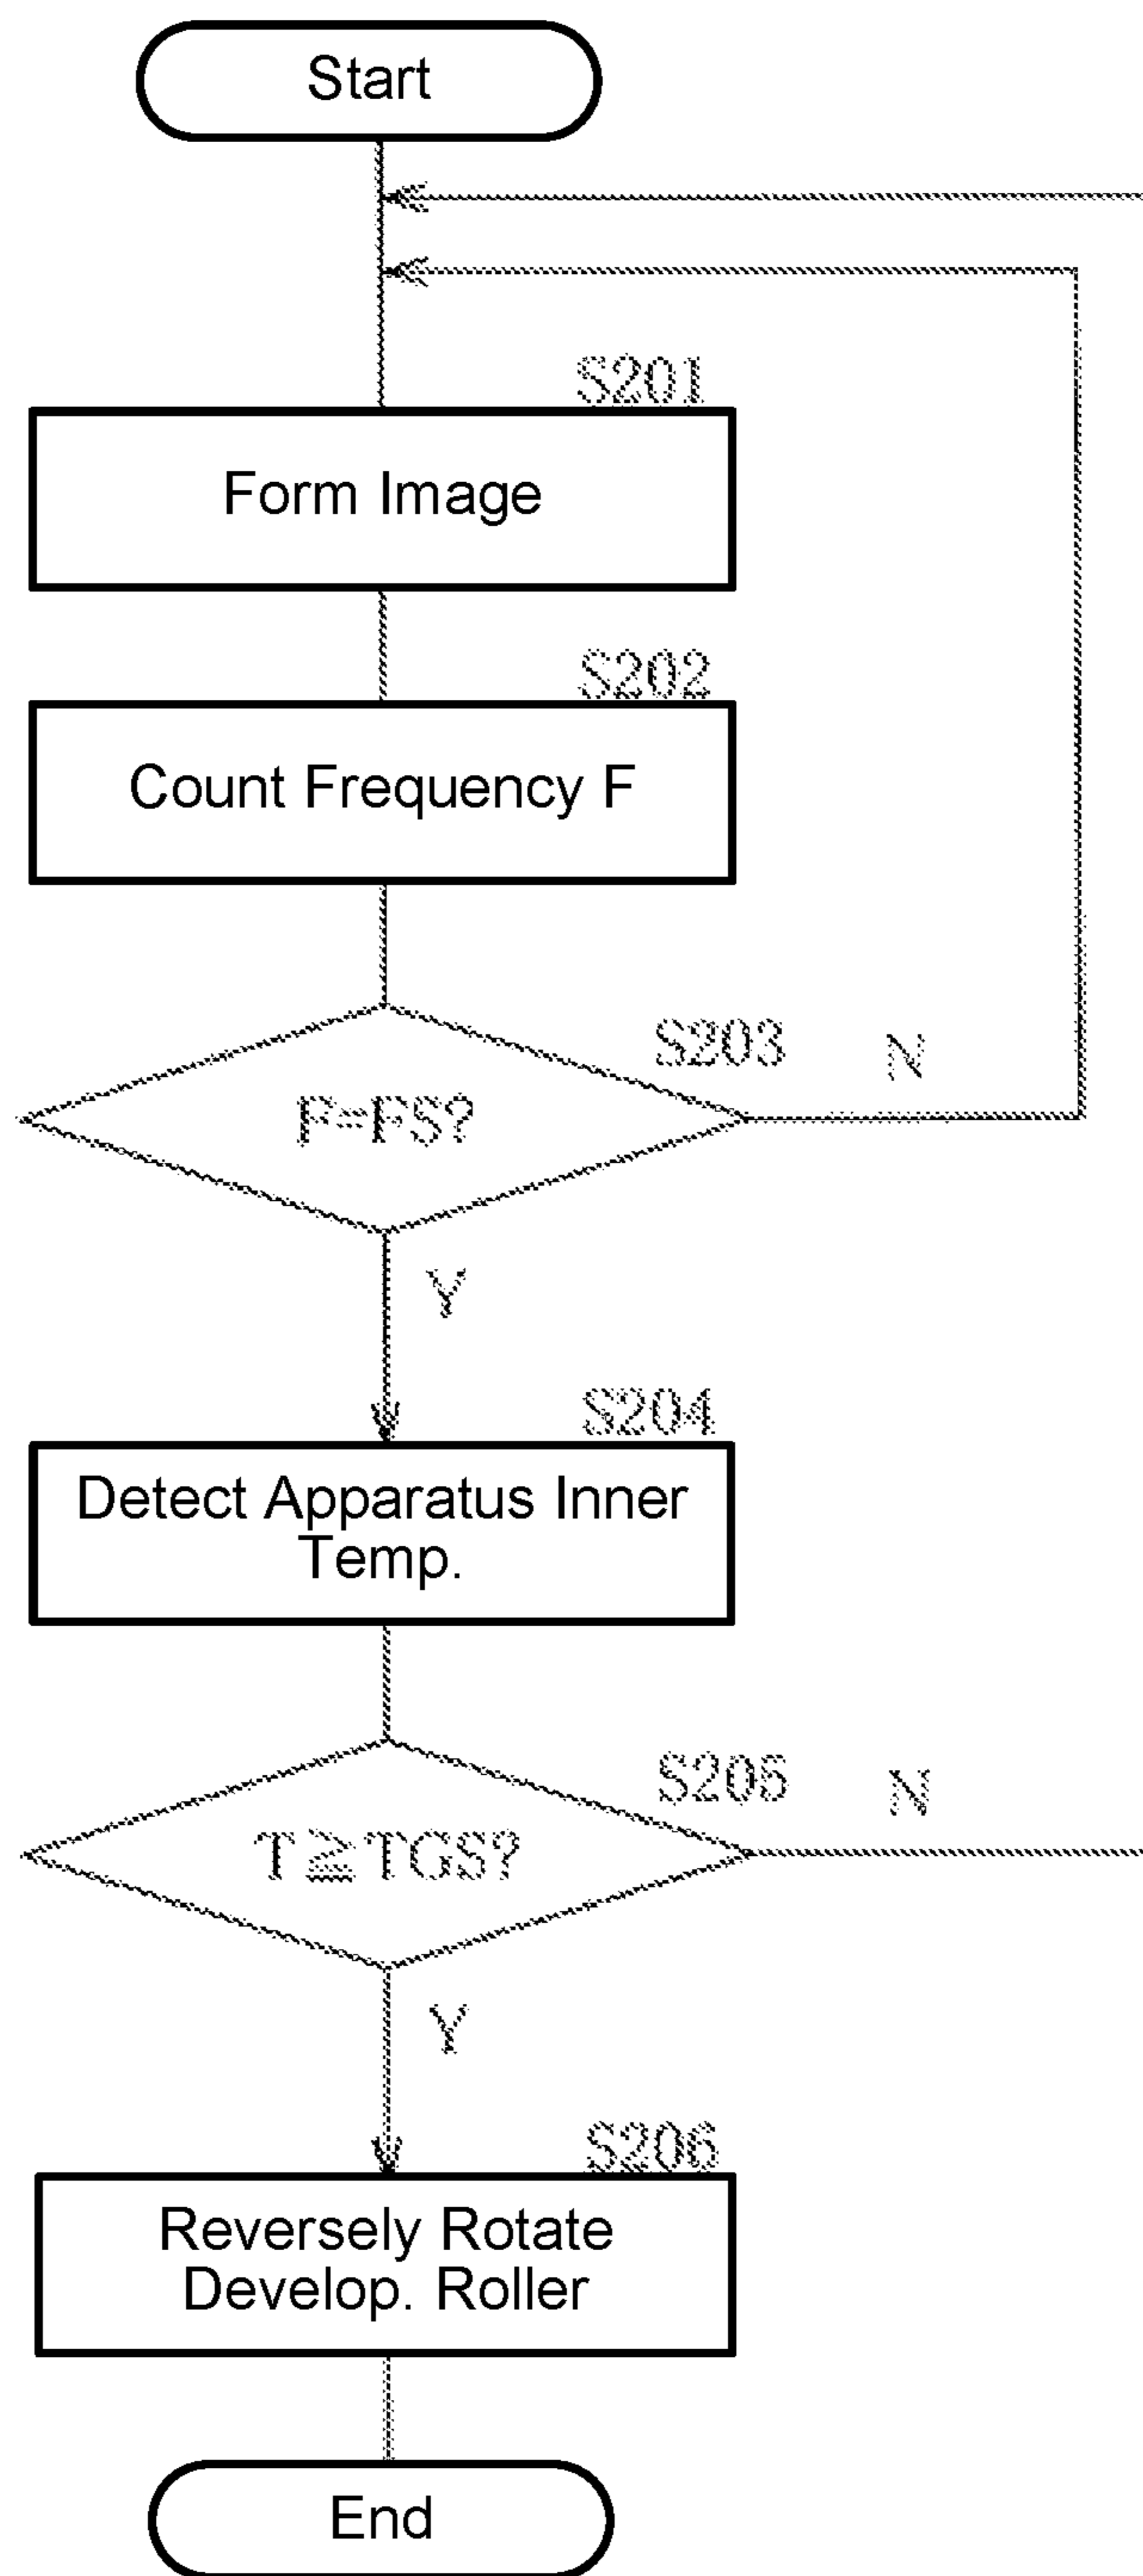 Start
S201
Form Image
S202
Count Frequency F
S203
N
F=FS?
Y
S204
Detect Apparatus Inner
Temp.
S205
N
T≧TGS?
Y
S206
Reversely Rotate
Develop. Roller
End